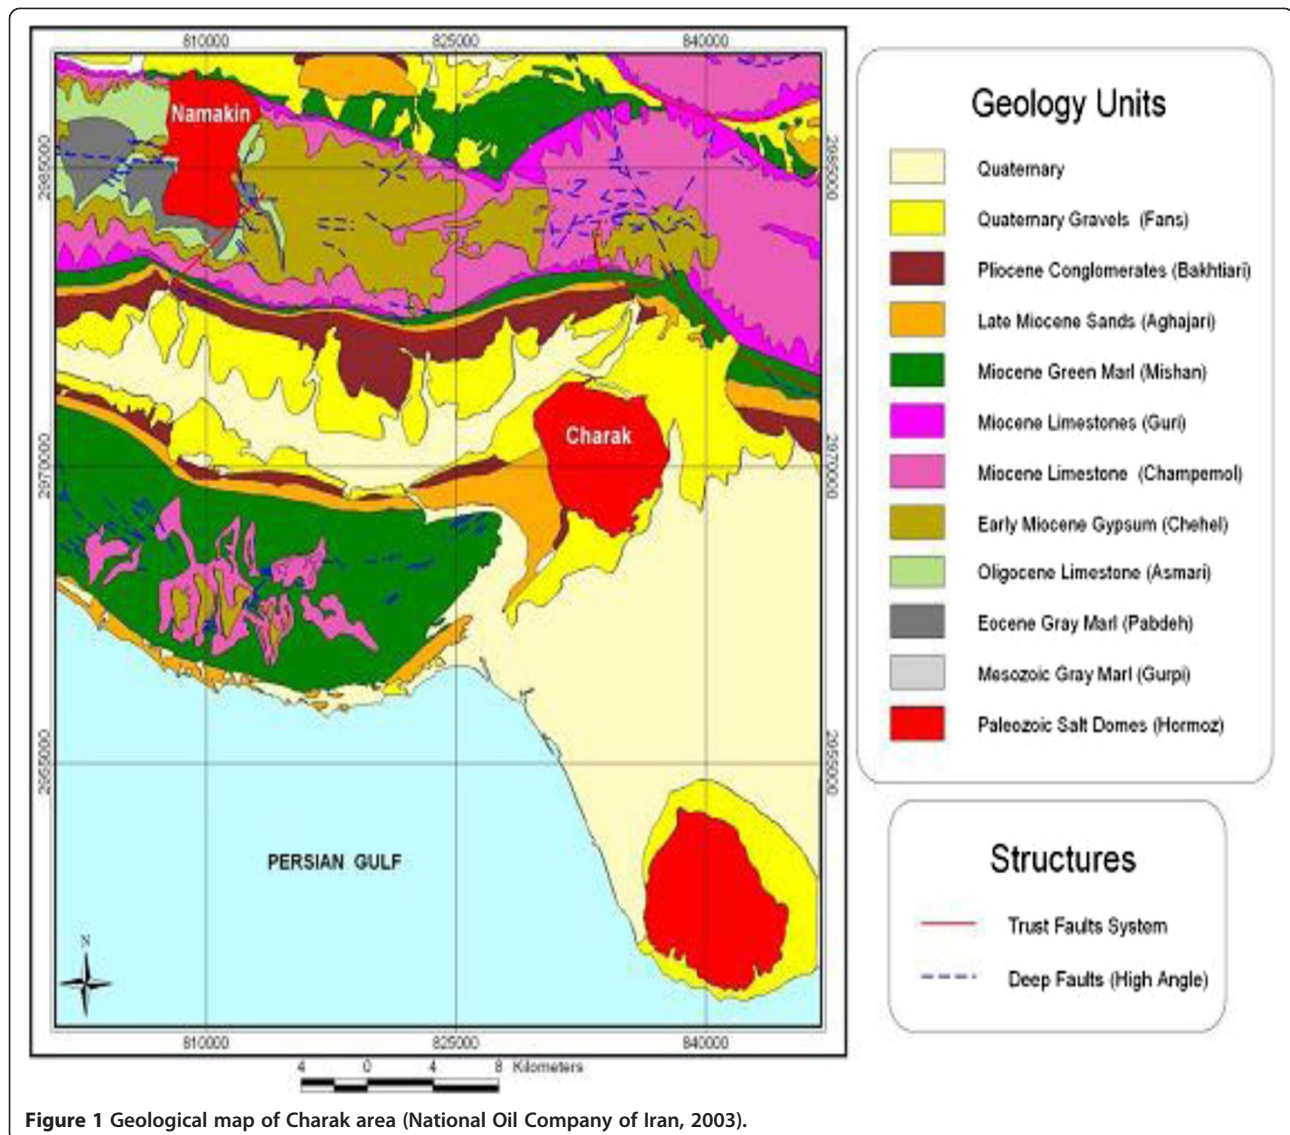 810000 825000 840000
Namakin
2985000 2985000
Charak
2970000 2970000
2955000 2955000
PERSIAN GULF
N
810000 825000 840000
4 0 4 8 Kilometers
Geology Units
Quaternary
Quaternary Gravels (Fans)
Pliocene Conglomerates (Bakhtiari)
Late Miocene Sands (Aghajari)
Miocene Green Marl (Mishan)
Miocene Limestones (Guri)
Miocene Limestone (Champemol)
Early Miocene Gypsum (Chehel)
Oligocene Limestone (Asmari)
Eocene Gray Marl (Pabdeh)
Mesozoic Gray Marl (Gurpi)
Paleozoic Salt Domes (Hormoz)
Structures
Trust Faults System
Deep Faults (High Angle)
Figure 1 Geological map of Charak area (National Oil Company of Iran, 2003).